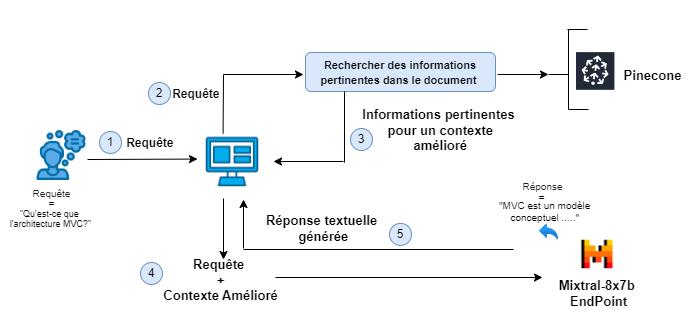 Rechercher des informations
pertinentes dans le document
Pinecone
2
Requête
Informations pertinentes
pour un contexte
amélioré
3
1
Requête
Requête
=
"Qu'est-ce que
l'architecture MVC?"
Réponse
=
"MVC est un modèle
conceptuel ....."
Réponse textuelle
générée
5
4
Requête
+
Contexte Amélioré
Mixtral-8x7b
EndPoint